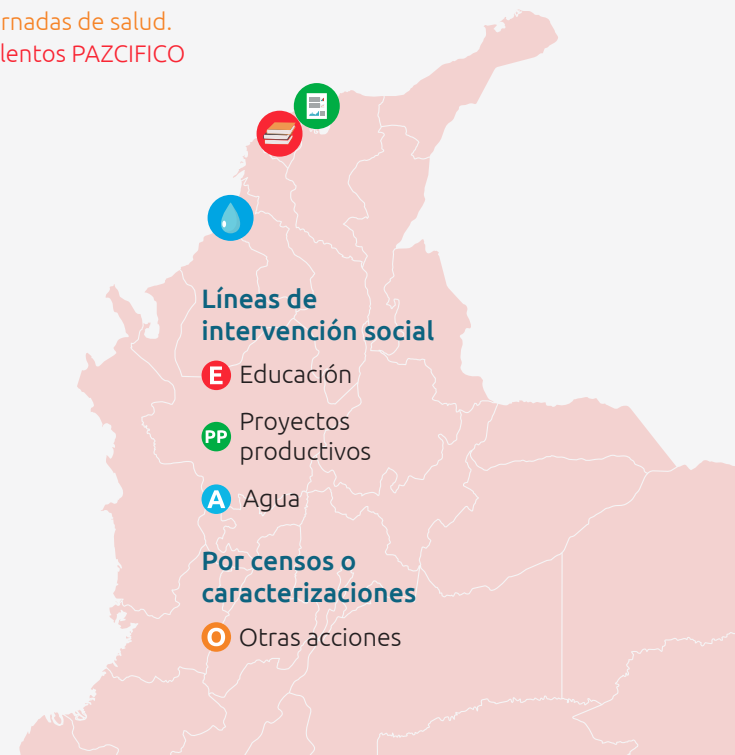 rnadas de salud.
lentos PAZCIFICO
Líneas de
intervención social
E Educación
PP Proyectos
productivos
A Agua
Por censos o
caracterizaciones
O Otras acciones